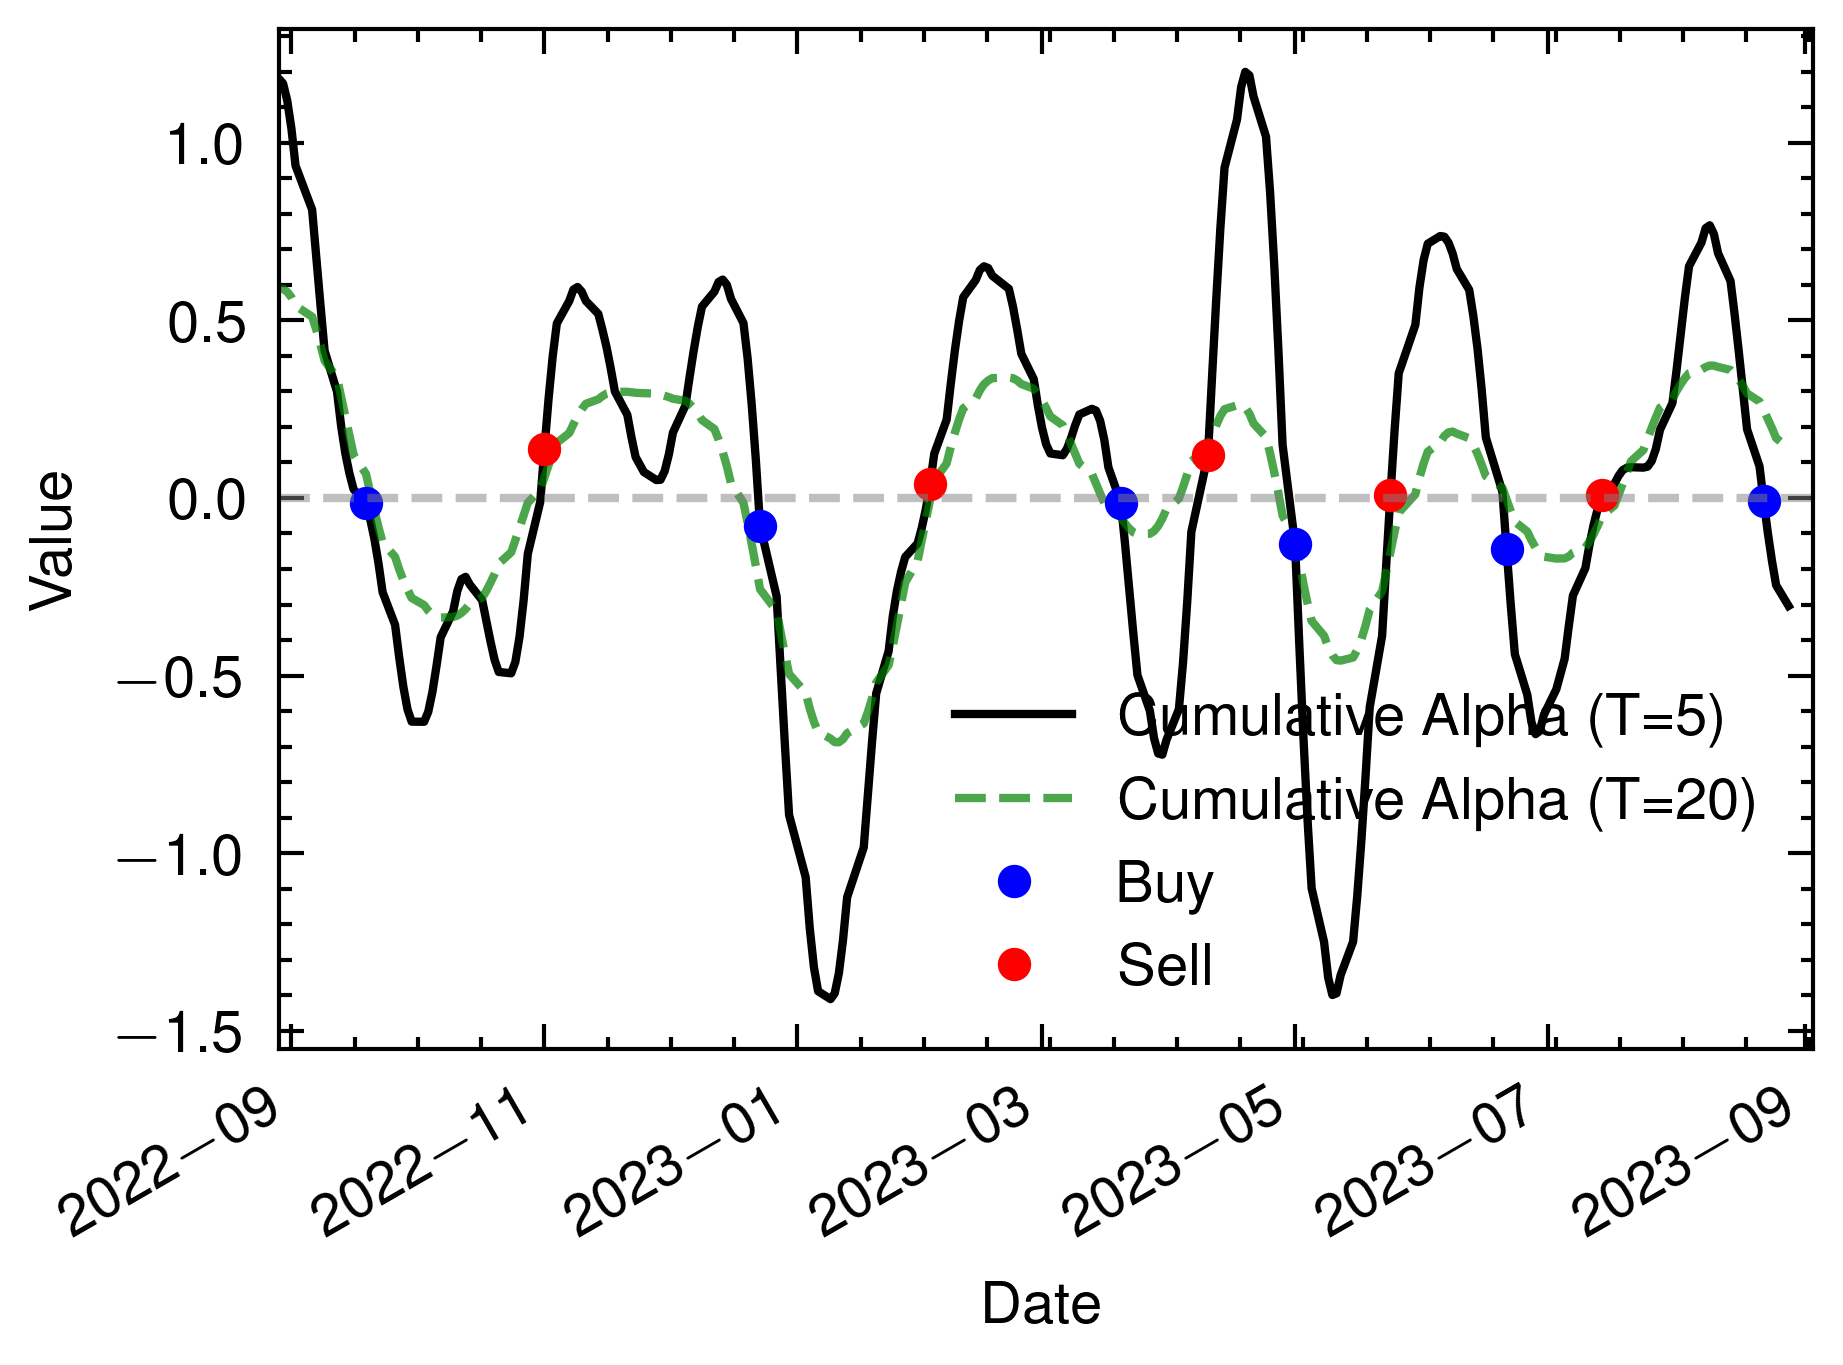 1.0
0.5
0.0
−0.5
−1.0
−1.5
Value
Cumulative Alpha (T=5)
Cumulative Alpha (T=20)
Buy
Sell
2022−09
2022−11
2023−01
2023−03
2023−05
2023−07
2023−09
Date